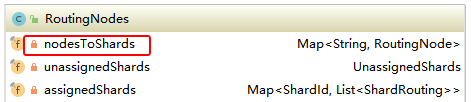 RoutingNodes
nodesToShards Map<String, RoutingNode>
unassignedShards UnassignedShards
assignedShards Map<ShardId, List<ShardRouting>>